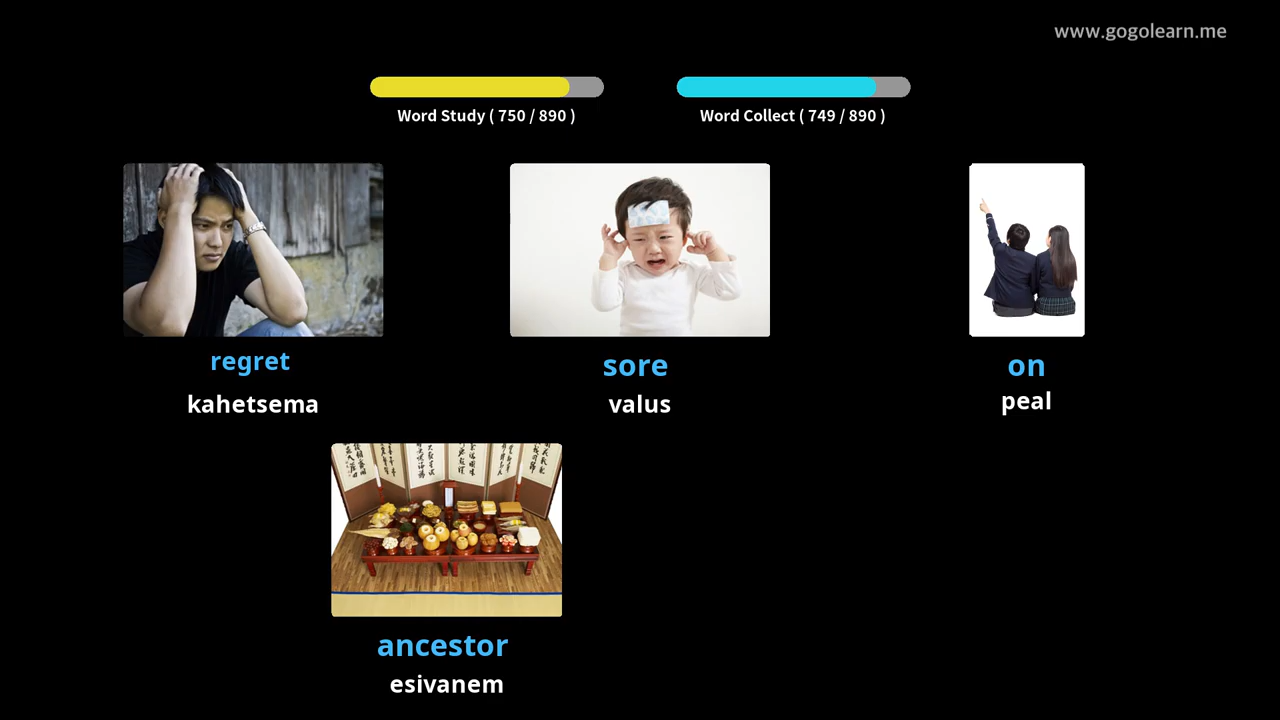 www.gogolearn.me
Word Study ( 750 / 890 )
Word Collect ( 749 / 890 )
regret
kahetsema
sore
valus
on
peal
ancestor
esivanem